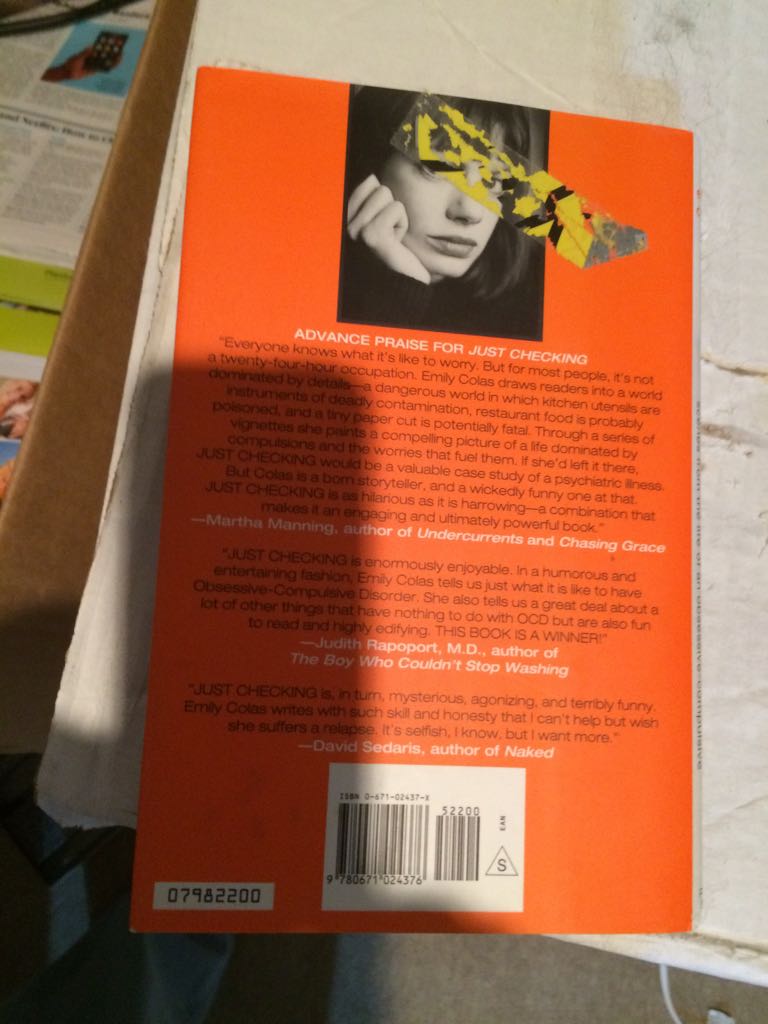 ADVANCE PRAISE FOR JUST CHECKING
"Everyone knows what it's like to worry. But for most people, it's not
a twenty-four-hour occupation. Emily Colas draws readers into a world
dominated by details—a dangerous world in which kitchen utensils are
instruments of deadly contamination, restaurant food is probably
poisoned, and a tiny paper cut is potentially fatal. Through a series of
vignettes she paints a compelling picture of a life dominated by
compulsions and the worries that fuel them. If she'd left it there,
JUST CHECKING would be a valuable case study of a psychiatric illness.
But Colas is a born storyteller, and a wickedly funny one at that.
JUST CHECKING is as hilarious as it is harrowing—a combination that
makes it an engaging and ultimately powerful book."
—Martha Manning, author of Undercurrents and Chasing Grace
"JUST CHECKING is enormously enjoyable. In a humorous and
entertaining fashion, Emily Colas tells us just what it is like to have
Obsessive-Compulsive Disorder. She also tells us a great deal about a
lot of other things that have nothing to do with OCD but are also fun
to read and highly edifying. THIS BOOK IS A WINNER!"
—Judith Rapoport, M.D., author of
The Boy Who Couldn't Stop Washing
"JUST CHECKING is, in turn, mysterious, agonizing, and terribly funny.
Emily Colas writes with such skill and honesty that I can't help but wish
she suffers a relapse. It's selfish, I know, but I want more."
—David Sedaris, author of Naked
ISBN 0-671-02437-X
52200
EAN
S
9 780671 024376
07982200
scenes from the life of an obsessive-compulsive